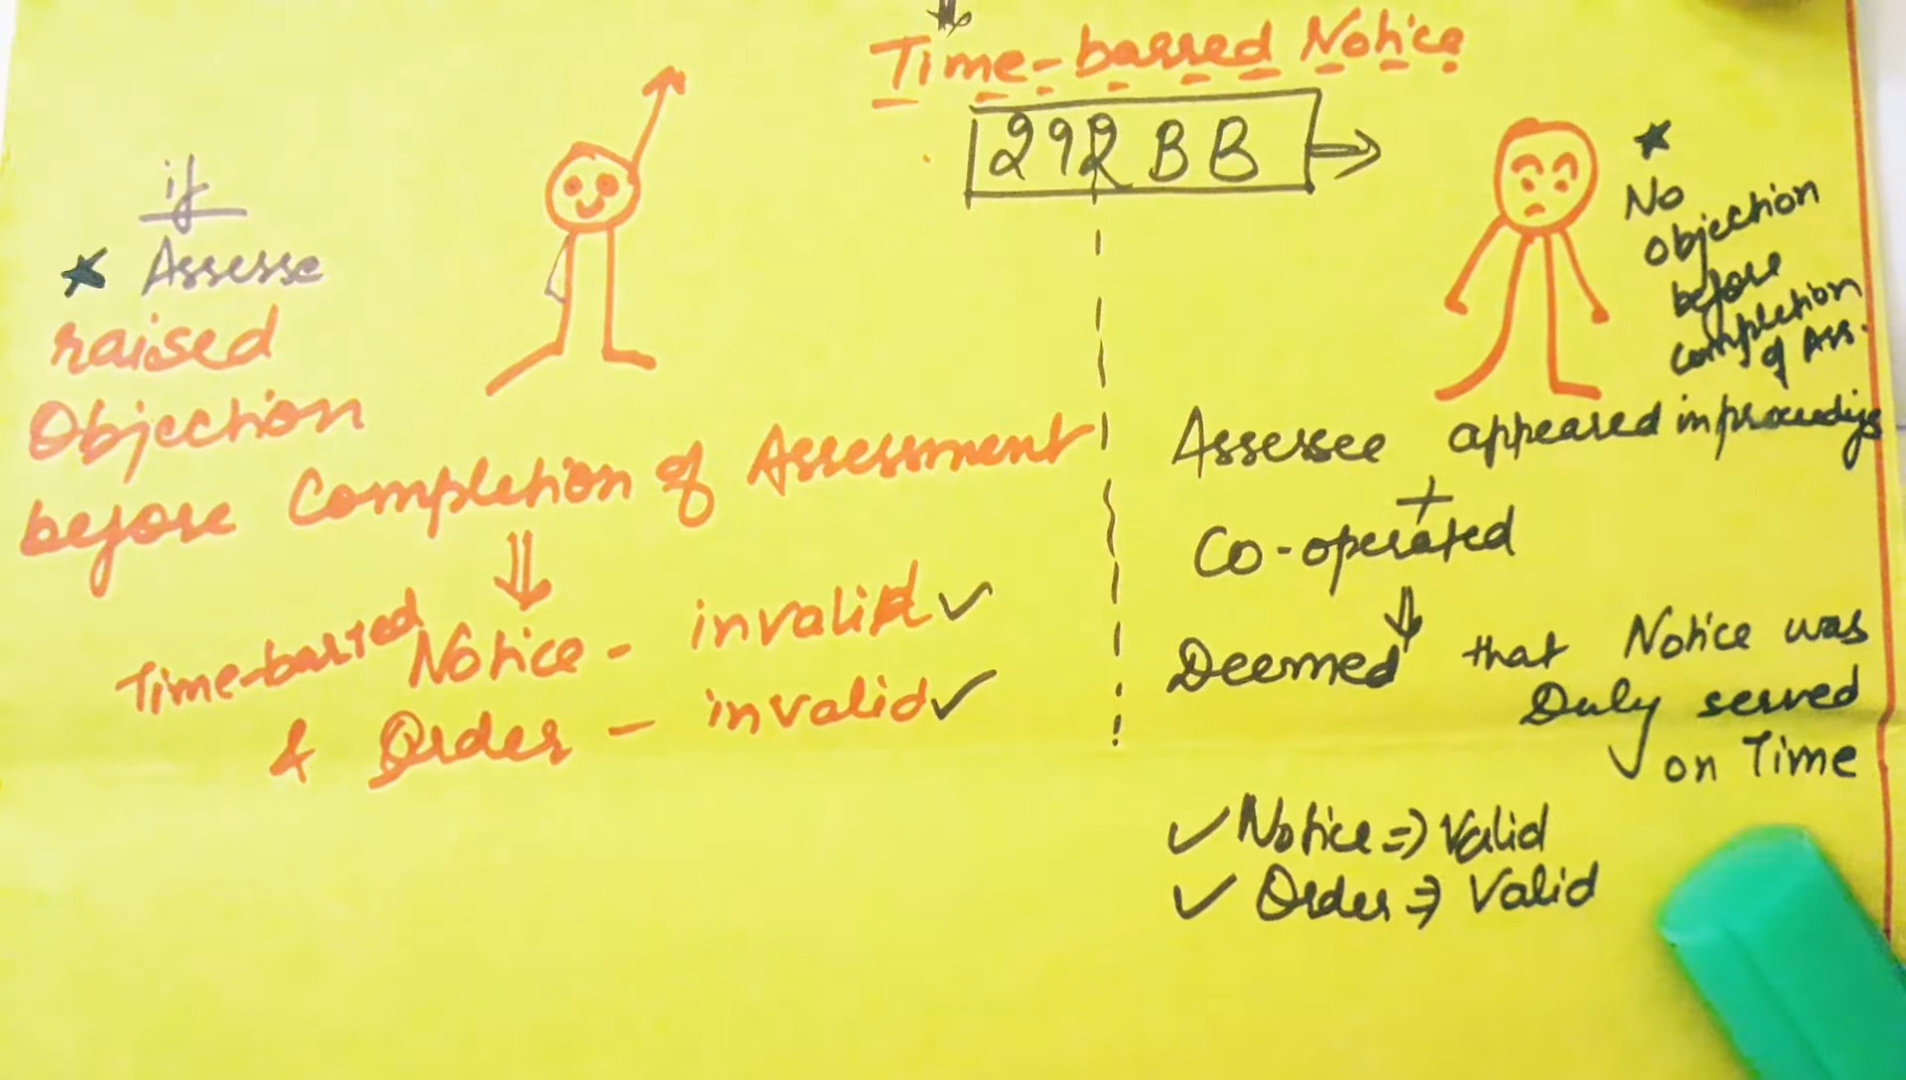 Time-barred Notice
292BB
if
Assesse
raised
Objection
before Completion of Assessment
Time-barred Notice - invalid
& Order - invalid
No
objection
before
completion
of Ass.
Assessee appeared in proceedigs
+
Co-operated
Deemed that Notice was
Duly served
on Time
Notice => Valid
Order => Valid